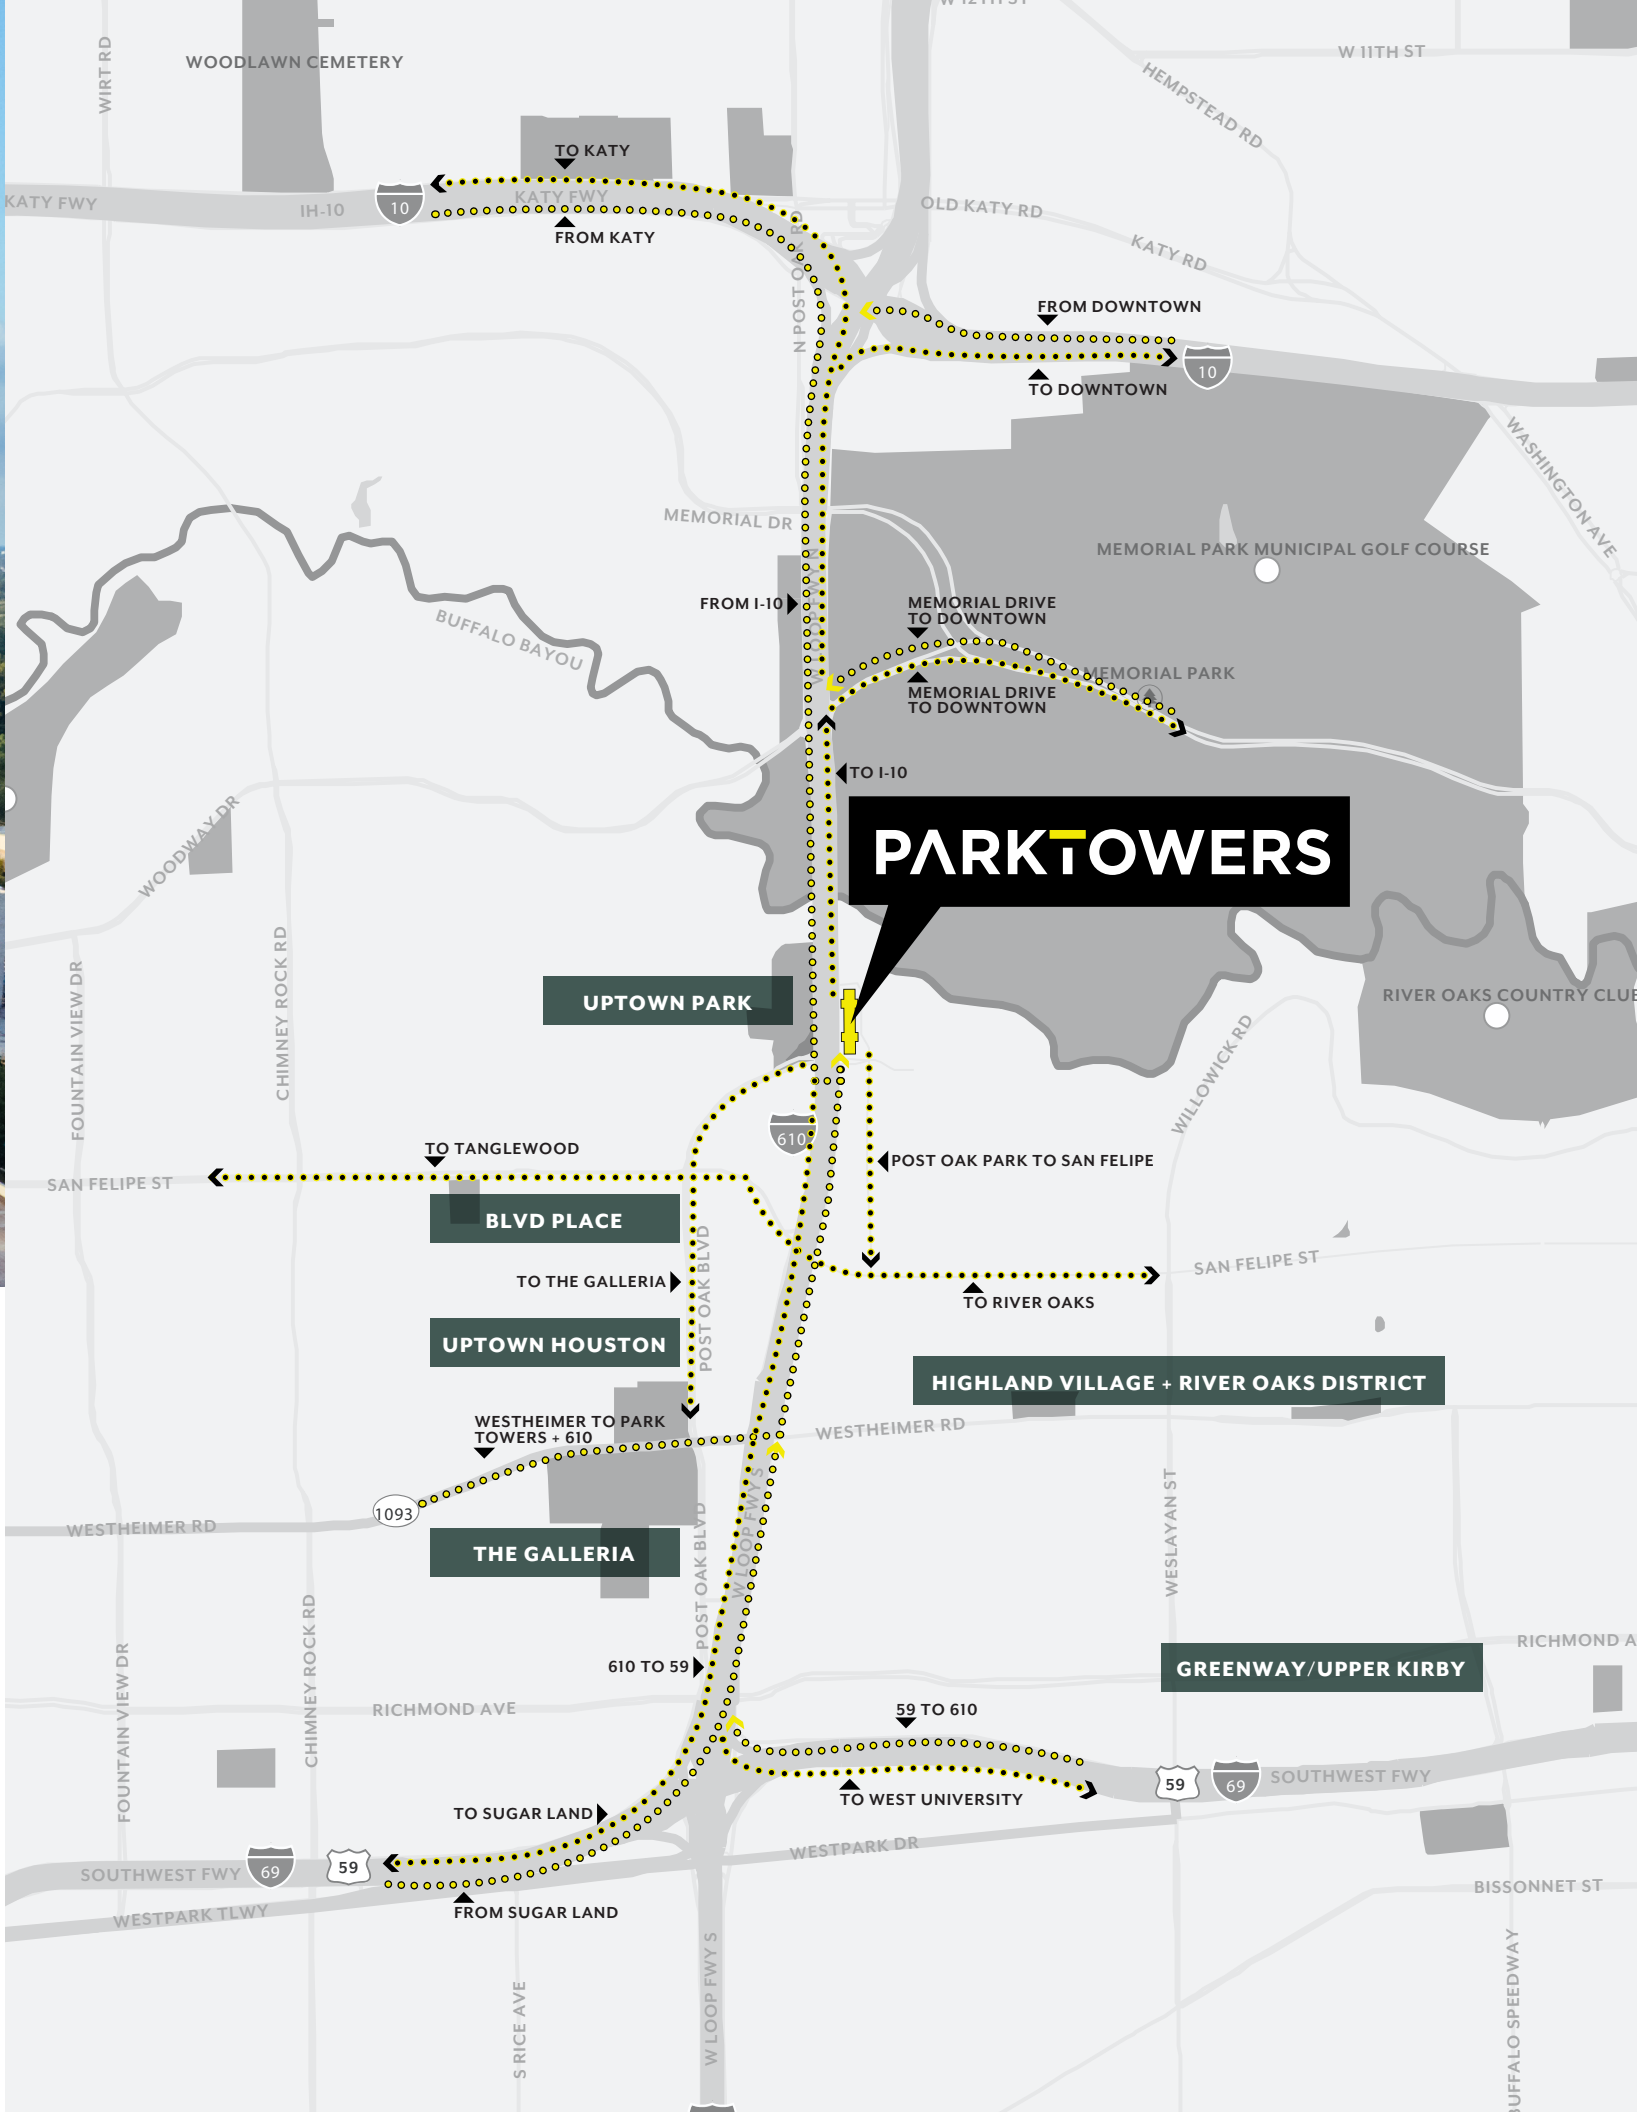 W 12TH ST
W 11TH ST
WOODLAWN CEMETERY
WIRT RD
HEMPSTEAD RD
TO KATY
KATY FWY
KATY FWY
IH-10
10
FROM KATY
OLD KATY RD
KATY RD
N POST OAK RD
FROM DOWNTOWN
10
TO DOWNTOWN
WASHINGTON AVE
MEMORIAL DR
MEMORIAL PARK MUNICIPAL GOLF COURSE
W LOOP FWY N
FROM I-10
MEMORIAL DRIVE
TO DOWNTOWN
BUFFALO BAYOU
MEMORIAL PARK
MEMORIAL DRIVE
TO DOWNTOWN
TO I-10
WOODWAY DR
PARKTOWERS
FOUNTAIN VIEW DR
CHIMNEY ROCK RD
UPTOWN PARK
RIVER OAKS COUNTRY CLUB
WILLOWICK RD
610
TO TANGLEWOOD
POST OAK PARK TO SAN FELIPE
SAN FELIPE ST
BLVD PLACE
POST OAK BLVD
SAN FELIPE ST
TO THE GALLERIA
TO RIVER OAKS
UPTOWN HOUSTON
HIGHLAND VILLAGE + RIVER OAKS DISTRICT
WESTHEIMER TO PARK
TOWERS + 610
WESTHEIMER RD
1093
WESTHEIMER RD
W LOOP FWY S
WESLAYAN ST
THE GALLERIA
POST OAK BLVD
CHIMNEY ROCK RD
FOUNTAIN VIEW DR
RICHMOND A
610 TO 59
GREENWAY/UPPER KIRBY
RICHMOND AVE
59 TO 610
59
69
SOUTHWEST FWY
TO WEST UNIVERSITY
TO SUGAR LAND
WESTPARK DR
SOUTHWEST FWY
69
59
BISSONNET ST
FROM SUGAR LAND
WESTPARK TLWY
W LOOP FWY S
S RICE AVE
BUFFALO SPEEDWAY